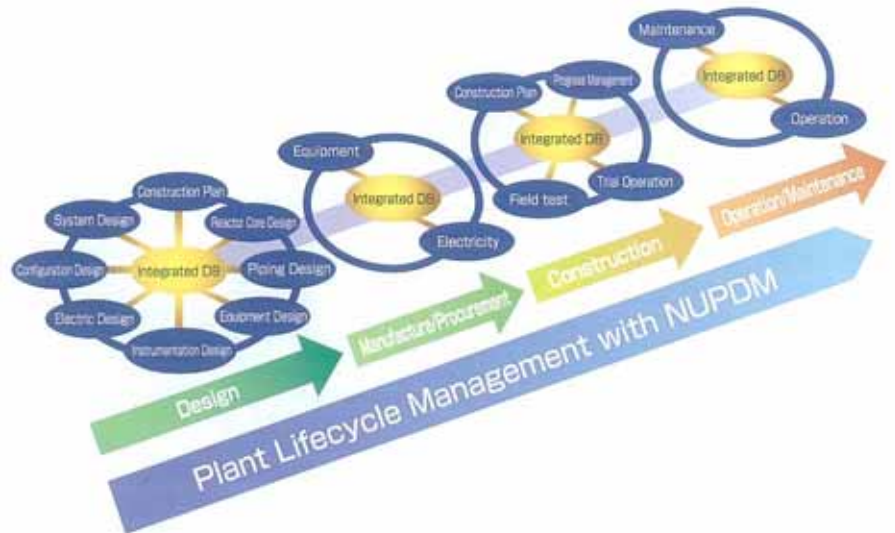 Construction Plan
System Design
Reactor Core Design
Configuration Design
Integrated DB
Piping Design
Electric Design
Equipment Design
Instrumentation Design
Equipment
Integrated DB
Electricity
Construction Plan
Progress Management
Integrated DB
Field test
Trial Operation
Maintenance
Integrated DB
Operation
Design
Manufacture/Procurement
Construction
Operation/Maintenance
Plant Lifecycle Management with NUPDM